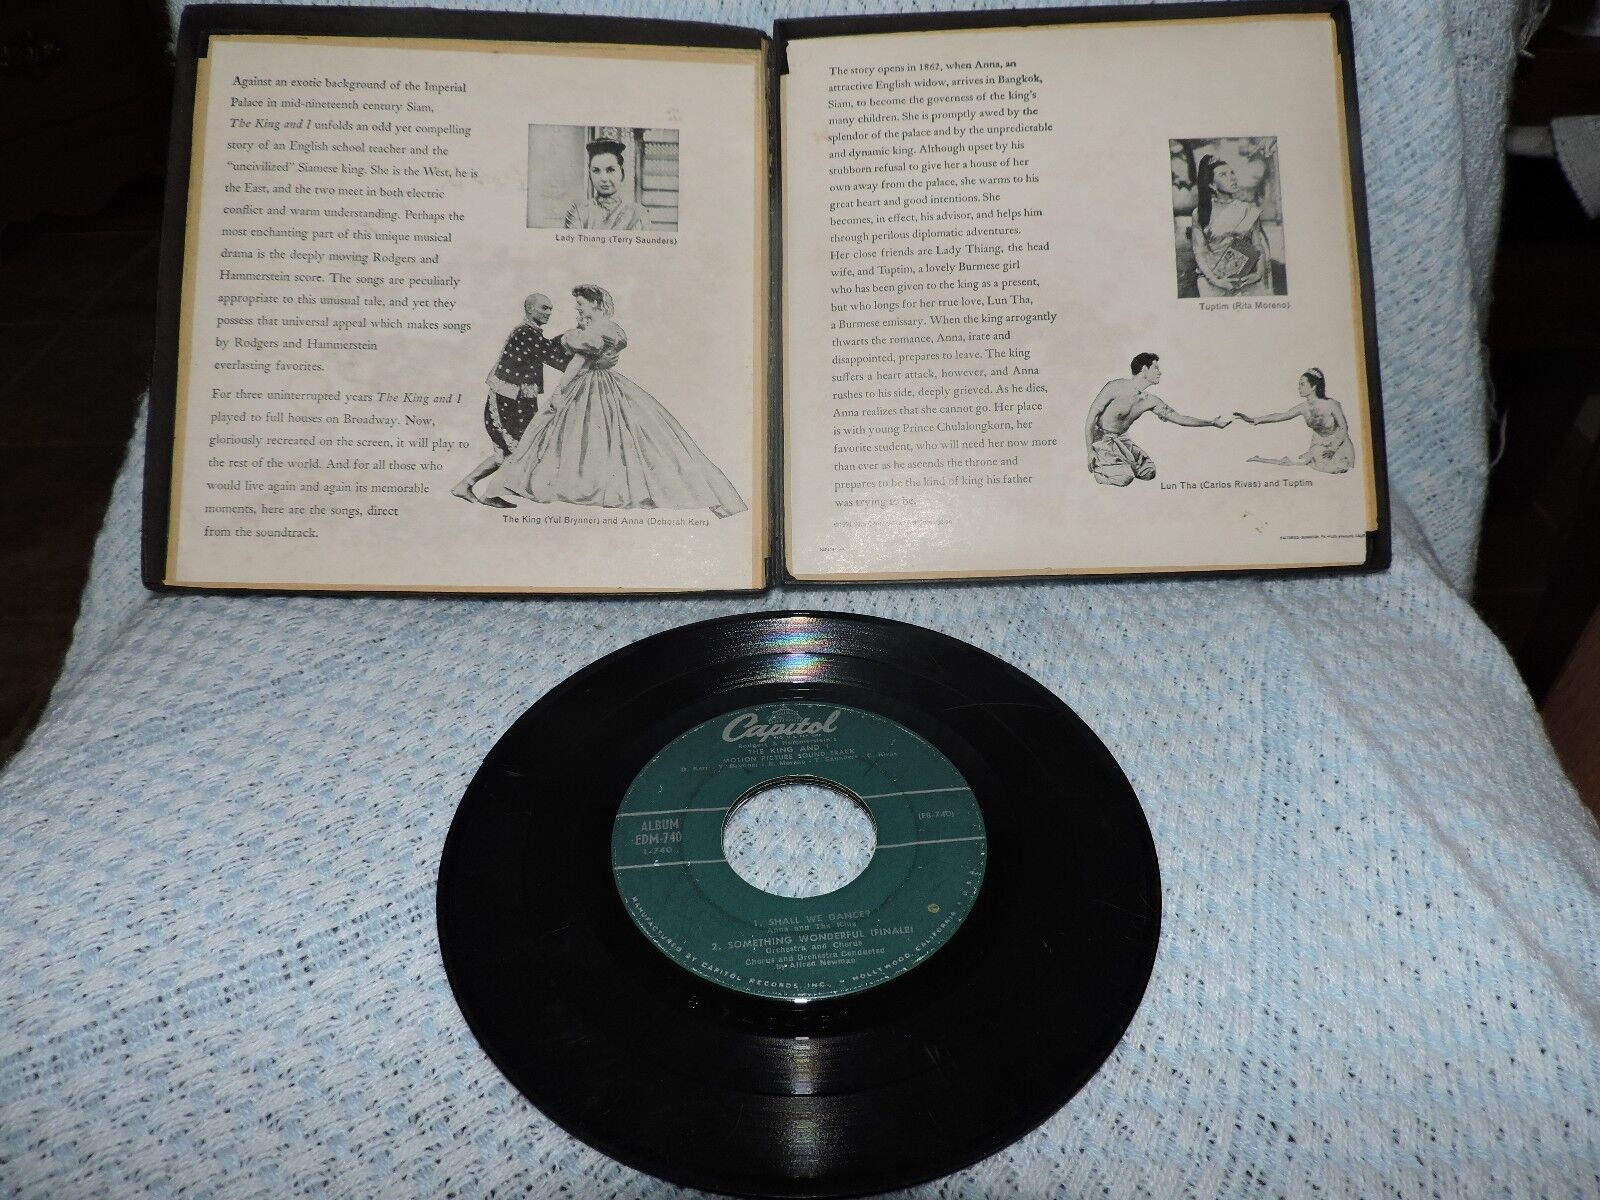 Against an exotic background of the Imperial
Palace in mid-nineteenth century Siam,
The King and I unfolds an odd yet compelling
story of an English school teacher and the
"uncivilized" Siamese king. She is the West, he is
the East, and the two meet in both electric
conflict and warm understanding. Perhaps the
most enchanting part of this unique musical
drama is the deeply moving Rodgers and
Hammerstein score. The songs are peculiarly
appropriate to this unusual tale, and yet they
possess that universal appeal which makes songs
by Rodgers and Hammerstein
everlasting favorites.
For three uninterrupted years The King and I
played to full houses on Broadway. Now,
gloriously recreated on the screen, it will play to
the rest of the world. And for all those who
would live again and again its memorable
moments, here are the songs, direct
from the soundtrack.
Lady Thiang (Terry Saunders)
The King (Yul Brynner) and Anna (Deborah Kerr)
The story opens in 1862, when Anna, an
attractive English widow, arrives in Bangkok,
Siam, to become the governess of the king's
many children. She is promptly awed by the
splendor of the palace and by the unpredictable
and dynamic king. Although upset by his
stubborn refusal to give her a house of her
own away from the palace, she warms to his
great heart and good intentions. She
becomes, in effect, his advisor, and helps him
through perilous diplomatic adventures.
Her close friends are Lady Thiang, the head
wife, and Tuptim, a lovely Burmese girl
who has been given to the king as a present,
but who longs for her true love, Lun Tha,
a Burmese emissary. When the king arrogantly
thwarts the romance, Anna, irate and
disappointed, prepares to leave. The king
suffers a heart attack, however, and Anna
rushes to his side, deeply grieved. As he dies,
Anna realizes that she cannot go. Her place
is with young Prince Chulalongkorn, her
favorite student, who will need her now more
than ever as he ascends the throne and
prepares to be the kind of king his father
was trying to be.
Tuptim (Rita Moreno)
Lun Tha (Carlos Rivas) and Tuptim
Capitol
Rodgers & Hammerstein's
THE KING AND I
MOTION PICTURE SOUND TRACK
D. Kerr • Y. Brynner • R. Moreno • T. Saunders • C. Rivas
ALBUM
EDM-740
1-740
(FB-740)
1. SHALL WE DANCE?
Anna and The King
2. SOMETHING WONDERFUL (FINALE)
Orchestra and Chorus
Chorus and Orchestra Conducted
by Alfred Newman
MANUFACTURED BY CAPITOL RECORDS, INC. • HOLLYWOOD, CALIFORNIA • U.S.A.